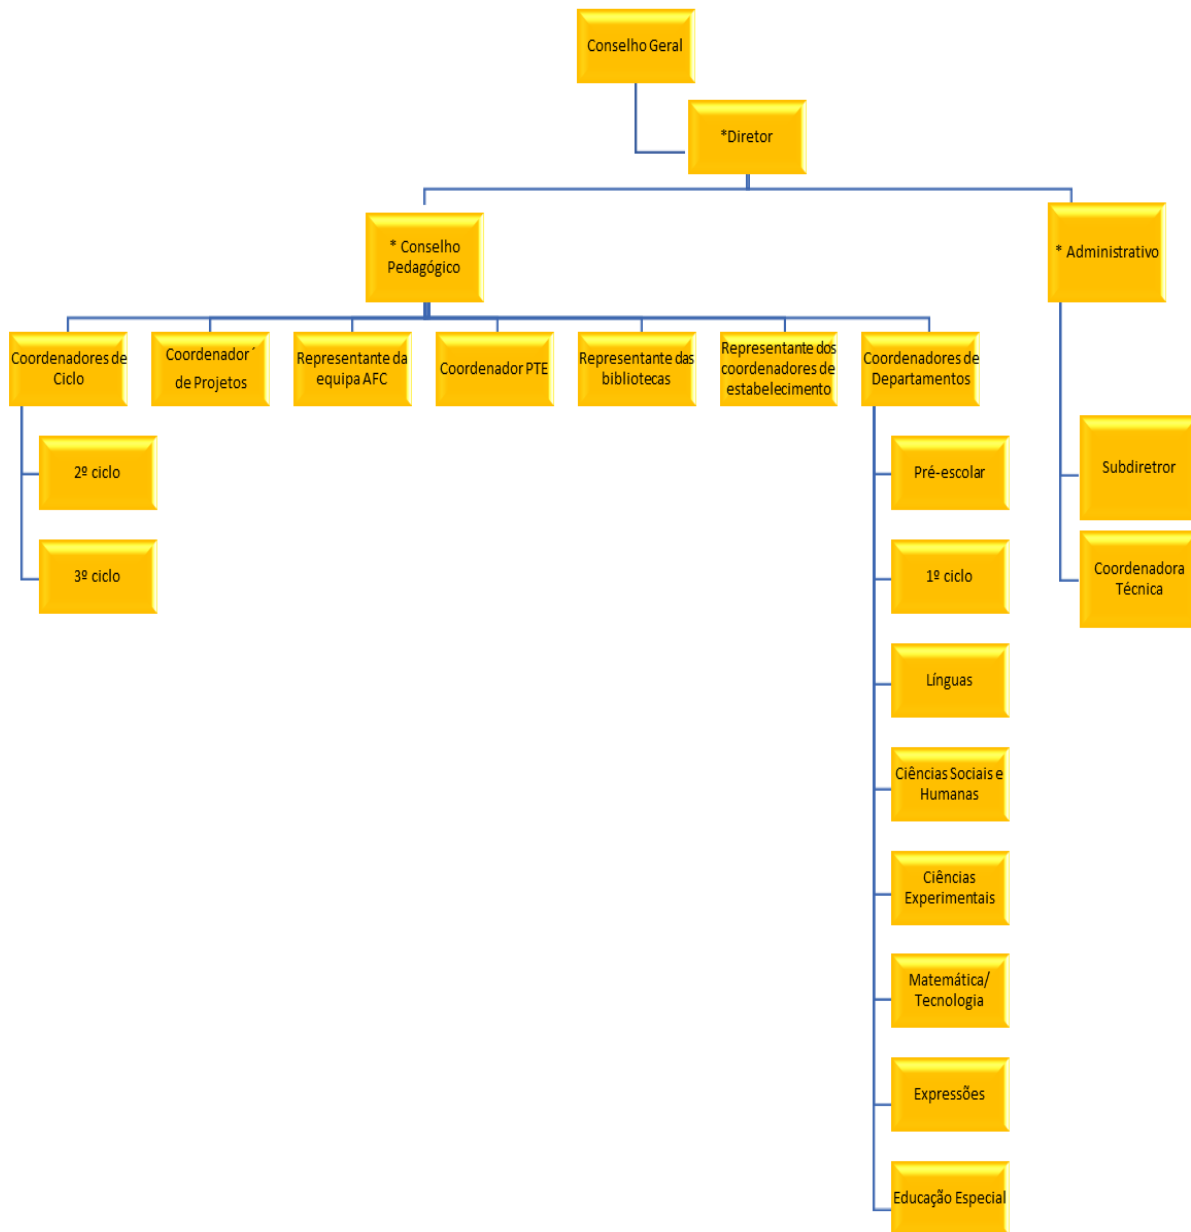 Conselho Geral
*Diretor
* Conselho
Pedagógico
* Administrativo
Coordenadores de
Ciclo
Coordenador´
de Projetos
Representante da
equipa AFC
Coordenador PTE
Representante das
bibliotecas
Representante dos
coordenadores de
estabelecimento
Coordenadores de
Departamentos
2º ciclo
3º ciclo
Pré-escolar
1º ciclo
Línguas
Ciências Sociais e
Humanas
Ciências
Experimentais
Matemática/
Tecnologia
Expressões
Educação Especial
Subdiretror
Coordenadora
Técnica